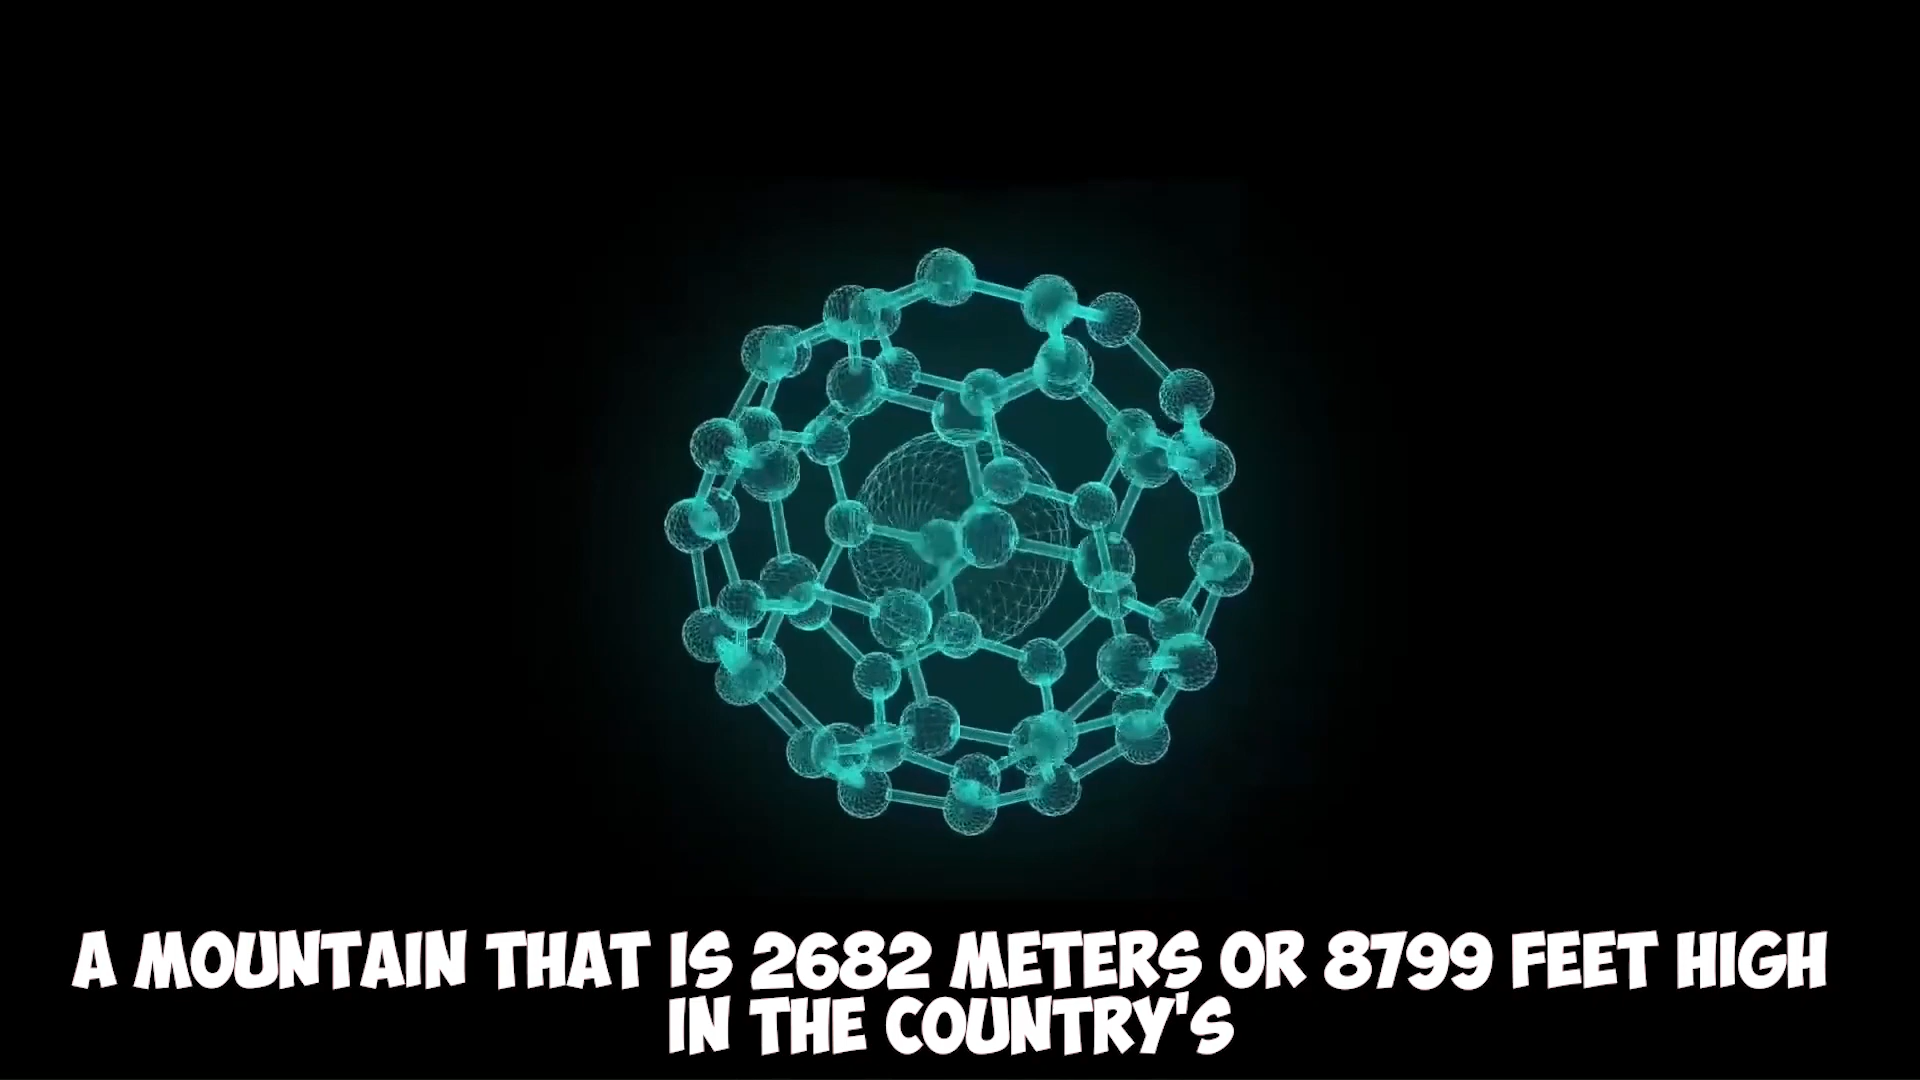 A MOUNTAIN THAT IS 2682 METERS OR 8799 FEET HIGH
IN THE COUNTRY'S